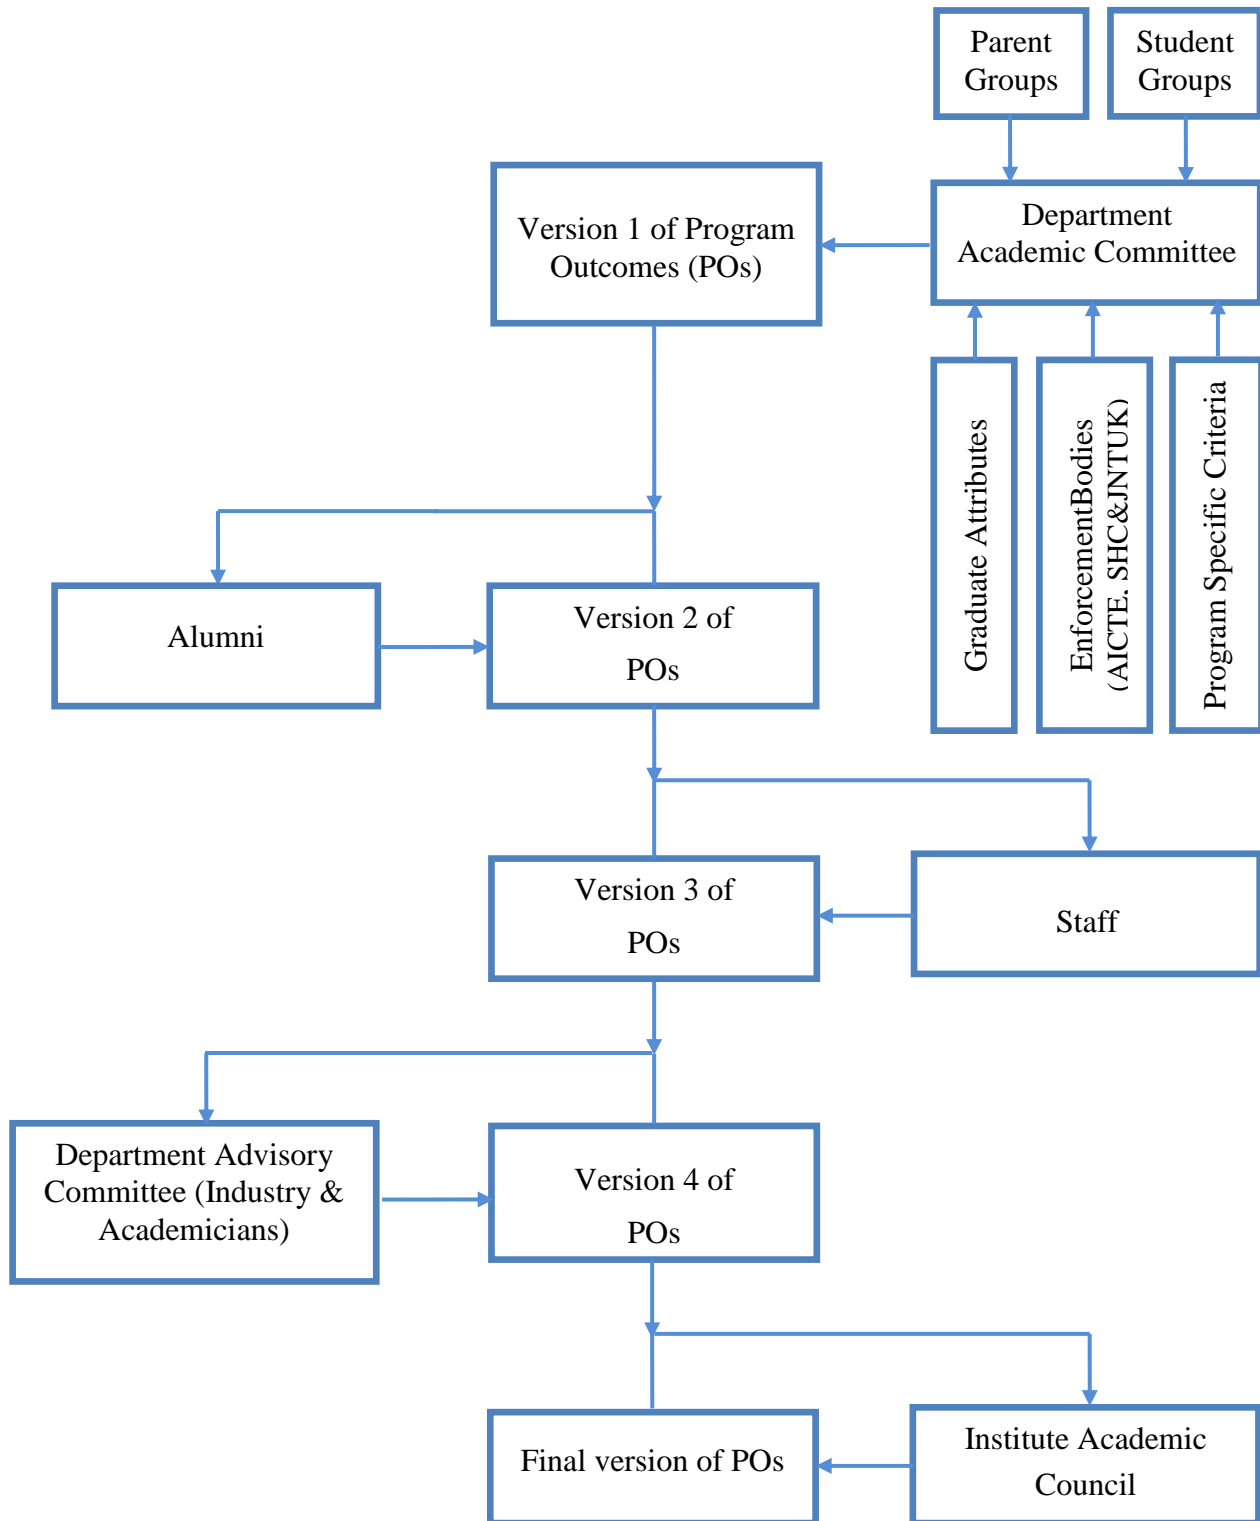 Parent
Groups
Student
Groups
Version 1 of Program
Outcomes (POs)
Department
Academic Committee
Graduate Attributes
EnforcementBodies
(AICTE, SHC&JNTUK)
Program Specific Criteria
Alumni
Version 2 of
POs
Version 3 of
POs
Staff
Department Advisory
Committee (Industry &
Academicians)
Version 4 of
POs
Final version of POs
Institute Academic
Council